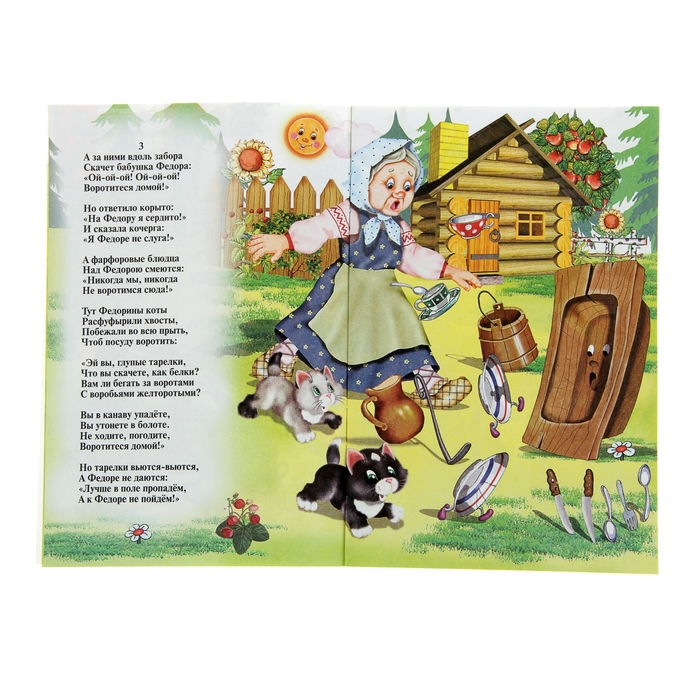 3
А за ними вдоль забора
Скачет бабушка Федора:
«Ой-ой-ой! Ой-ой-ой!
Воротитеся домой!»
Но ответило корыто:
«На Федору я сердито!»
И сказала кочерга:
«Я Федоре не слуга!»
А фарфоровые блюдца
Над Федорою смеются:
«Никогда мы, никогда
Не воротимся сюда!»
Тут Федорины коты
Расфуфырили хвосты,
Побежали во всю прыть,
Чтоб посуду воротить:
«Эй вы, глупые тарелки,
Что вы скачете, как белки?
Вам ли бегать за воротами
С воробьями желторотыми?
Вы в канаву упадёте,
Вы утонете в болоте.
Не ходите, погодите,
Воротитеся домой!»
Но тарелки вьются-вьются,
А Федоре не даются:
«Лучше в поле пропадём,
А к Федоре не пойдём!»